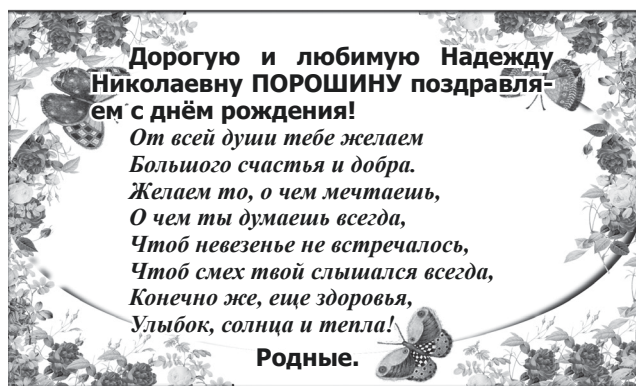 Дорогую и любимую Надежду
Николаевну ПОРОШИНУ поздравля-
ем с днём рождения!
От всей души тебе желаем
Большого счастья и добра.
Желаем то, о чем мечтаешь,
О чем ты думаешь всегда,
Чтоб невезенье не встречалось,
Чтоб смех твой слышался всегда,
Конечно же, еще здоровья,
Улыбок, солнца и тепла!
Родные.